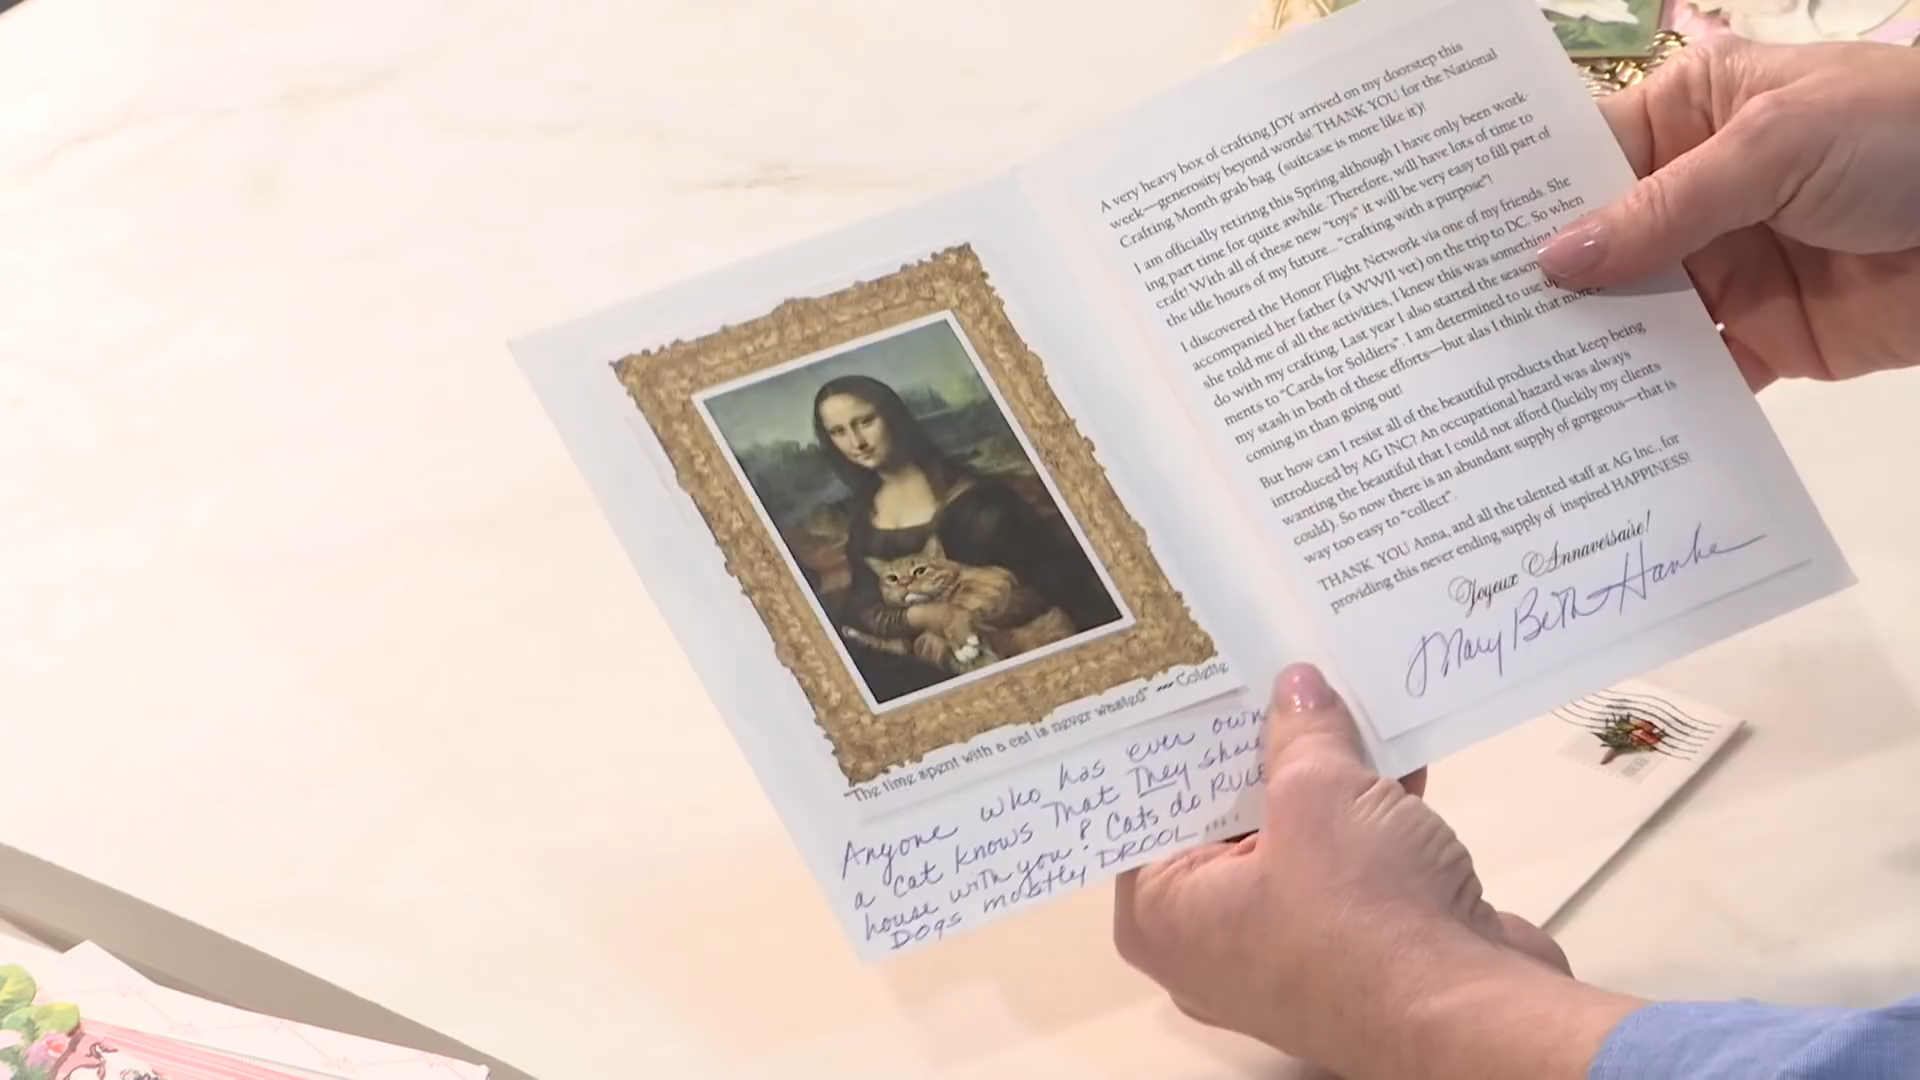 "The time spent with a cat is never wasted" --- Colette
Anyone who has ever own
a cat knows That They share
house with you! Cats do RULE
Dogs mostly DROOL ....
A very heavy box of crafting JOY arrived on my doorstep this
week—generosity beyond words! THANK YOU for the National
Crafting Month grab bag (suitcase is more like it)!
I am officially retiring this Spring although I have only been work-
ing part time for quite awhile. Therefore, will have lots of time to
craft! With all of these new "toys" it will be very easy to fill part of
the idle hours of my future..."crafting with a purpose"!
I discovered the Honor Flight Network via one of my friends. She
accompanied her father (a WWII vet) on the trip to DC. So when
she told me of all the activities, I knew this was something
do with my crafting. Last year I also started the season
ments to "Cards for Soldiers". I am determined to use
my stash in both of these efforts—but alas I think that more
coming in than going out!
But how can I resist all of the beautiful products that keep being
introduced by AG INC? An occupational hazard was always
wanting the beautiful that I could not afford (luckily my clients
could). So now there is an abundant supply of gorgeous—that is
way too easy to "collect".
THANK YOU Anna, and all the talented staff at AG Inc., for
providing this never ending supply of inspired HAPPINESS!
Joyeux Annaversaire!
Mary Beth Hanke